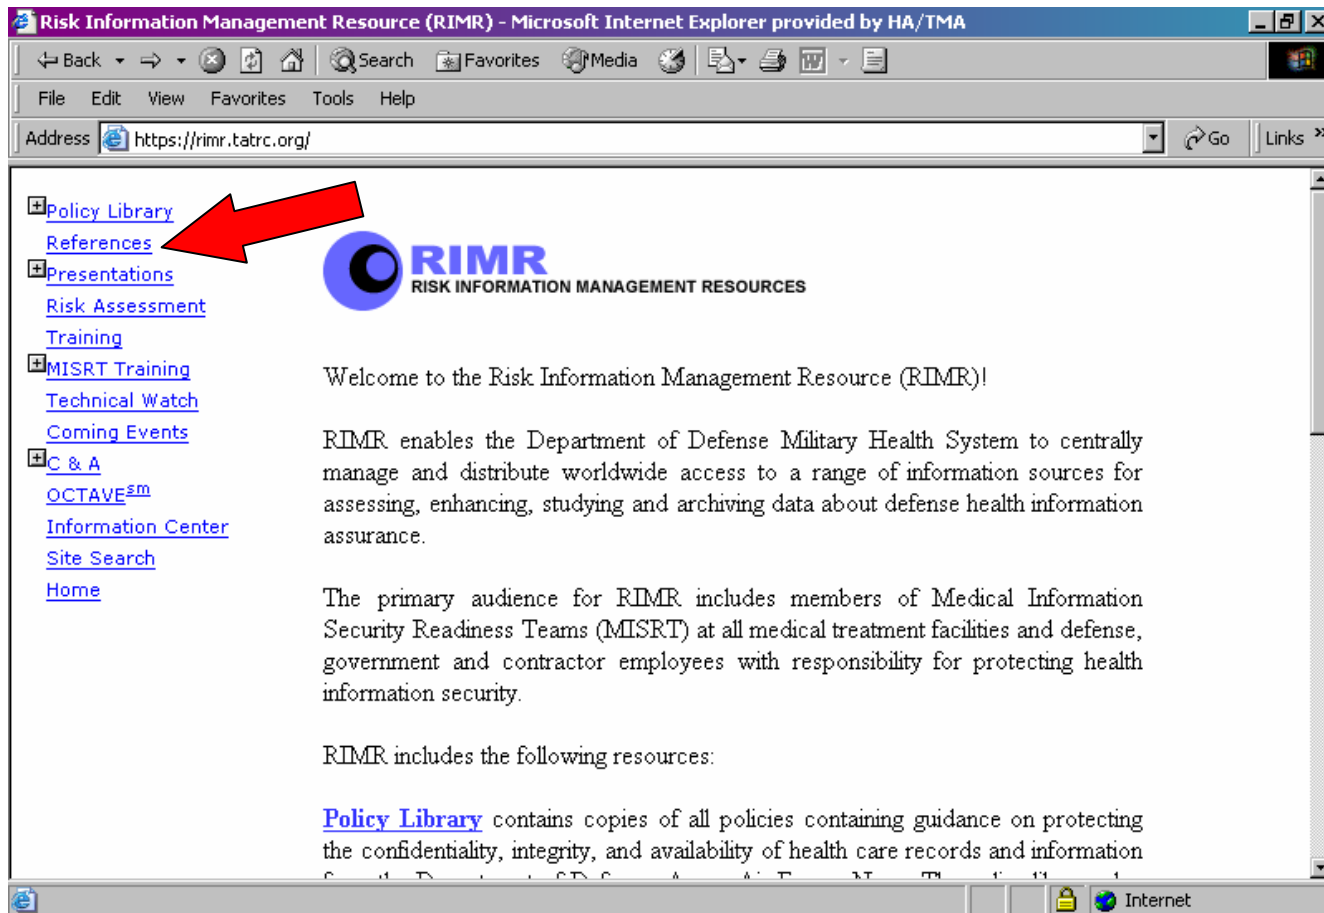 Risk Information Management Resource (RIMR) - Microsoft Internet Explorer provided by HA/TMA
Back Search Favorites Media
File Edit View Favorites Tools Help
Address https://rimr.tatrc.org/ Go Links »
Policy Library
References
Presentations
Risk Assessment
Training
MISRT Training
Technical Watch
Coming Events
C & A
OCTAVEsm
Information Center
Site Search
Home
RIMR
RISK INFORMATION MANAGEMENT RESOURCES
Welcome to the Risk Information Management Resource (RIMR)!
RIMR enables the Department of Defense Military Health System to centrally
manage and distribute worldwide access to a range of information sources for
assessing, enhancing, studying and archiving data about defense health information
assurance.
The primary audience for RIMR includes members of Medical Information
Security Readiness Teams (MISRT) at all medical treatment facilities and defense,
government and contractor employees with responsibility for protecting health
information security.
RIMR includes the following resources:
Policy Library contains copies of all policies containing guidance on protecting
the confidentiality, integrity, and availability of health care records and information
Internet